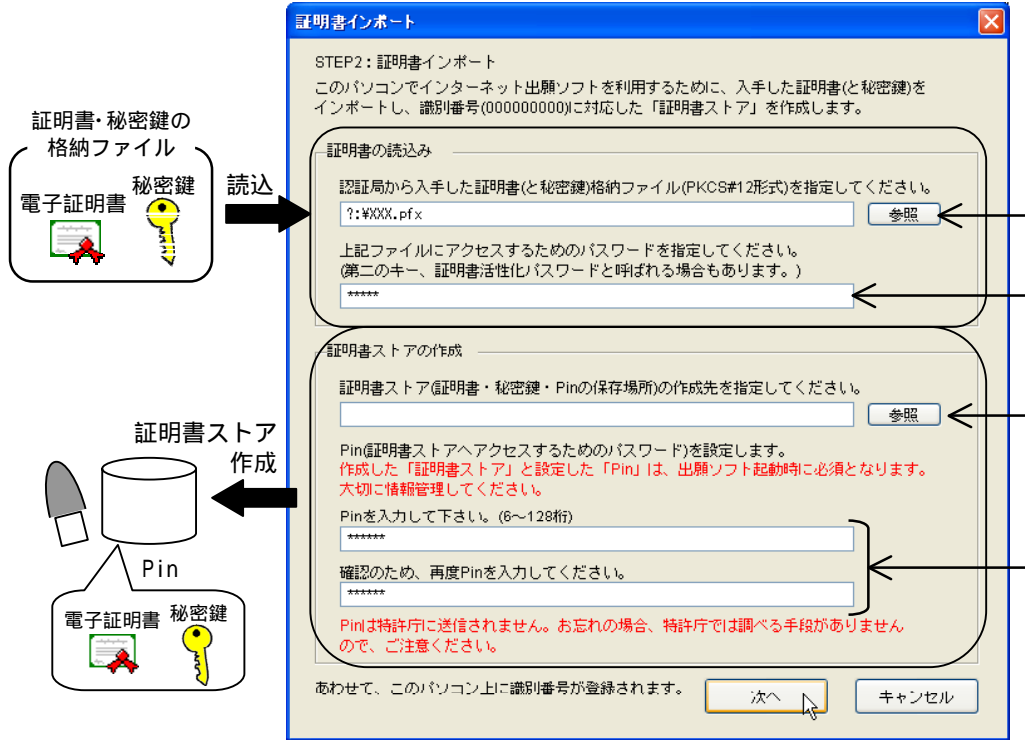 証明書インポート
STEP2:証明書インポート
このパソコンでインターネット出願ソフトを利用するために、入手した証明書(と秘密鍵)を
インポートし、識別番号(000000000)に対応した「証明書ストア」を作成します。
証明書・秘密鍵の
格納ファイル
電子証明書
秘密鍵
読込
証明書の読込み
認証局から入手した証明書(と秘密鍵)格納ファイル(PKCS#12形式)を指定してください。
?:¥XXX.pfx
参照
上記ファイルにアクセスするためのパスワードを指定してください。
(第二のキー、証明書活性化パスワードと呼ばれる場合もあります。)
*****
証明書ストアの作成
証明書ストア(証明書・秘密鍵・Pinの保存場所)の作成先を指定してください。
参照
Pin(証明書ストアへアクセスするためのパスワード)を設定します。
作成した「証明書ストア」と設定した「Pin」は、出願ソフト起動時に必須となります。
大切に情報管理してください。
Pinを入力して下さい。(6~128桁)
******
確認のため、再度Pinを入力してください。
******
Pinは特許庁に送信されません。お忘れの場合、特許庁では調べる手段がありません
ので、ご注意ください。
証明書ストア
作成
Pin
電子証明書
秘密鍵
あわせて、このパソコン上に識別番号が登録されます。
次へ
キャンセル